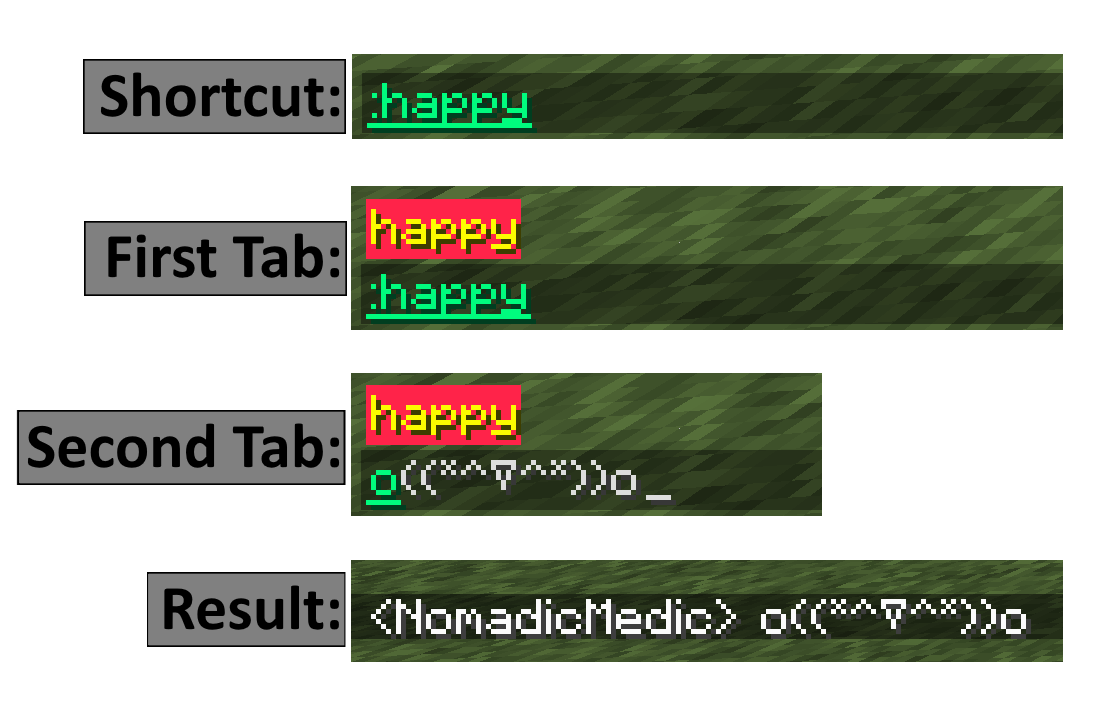 Shortcut:
:happy
First Tab:
happy
:happy
Second Tab:
happy
o((*^▽^*))o_
Result:
<NomadicMedic> o((*^▽^*))o